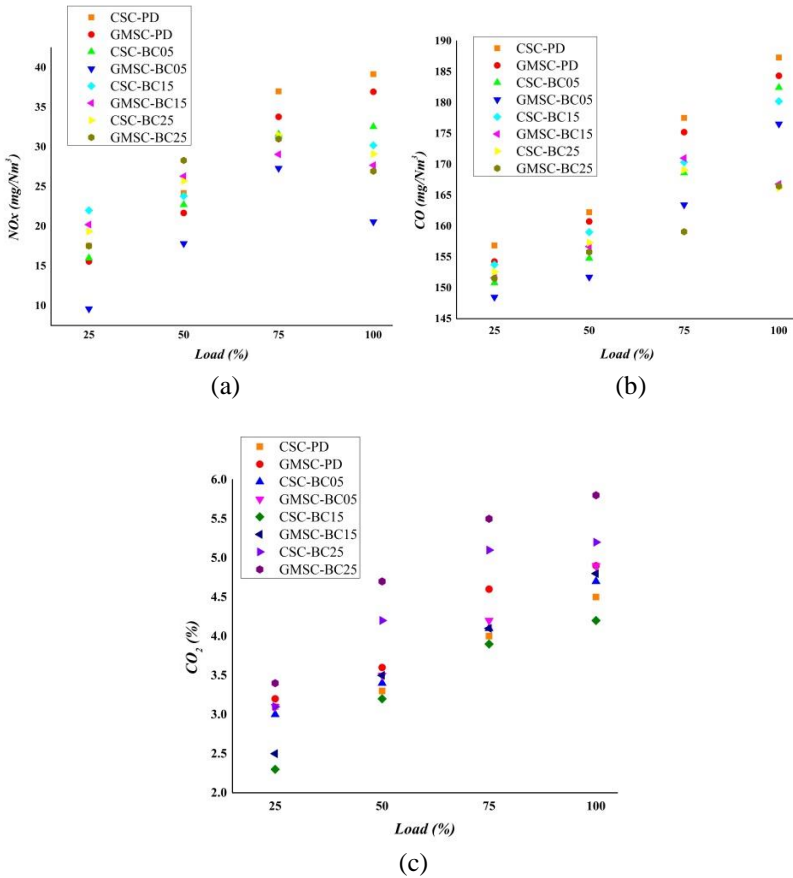 CSC-PD
GMSC-PD
CSC-BC05
GMSC-BC05
CSC-BC15
GMSC-BC15
CSC-BC25
GMSC-BC25
NOx (mg/Nm³)
40
35
30
25
20
15
10
25 50 75 100
Load (%)
(a)
CSC-PD
GMSC-PD
CSC-BC05
GMSC-BC05
CSC-BC15
GMSC-BC15
CSC-BC25
GMSC-BC25
CO (mg/Nm³)
190
185
180
175
170
165
160
155
150
145
25 50 75 100
Load (%)
(b)
CSC-PD
GMSC-PD
CSC-BC05
GMSC-BC05
CSC-BC15
GMSC-BC15
CSC-BC25
GMSC-BC25
CO₂ (%)
6.0
5.5
5.0
4.5
4.0
3.5
3.0
2.5
2.0
25 50 75 100
Load (%)
(c)